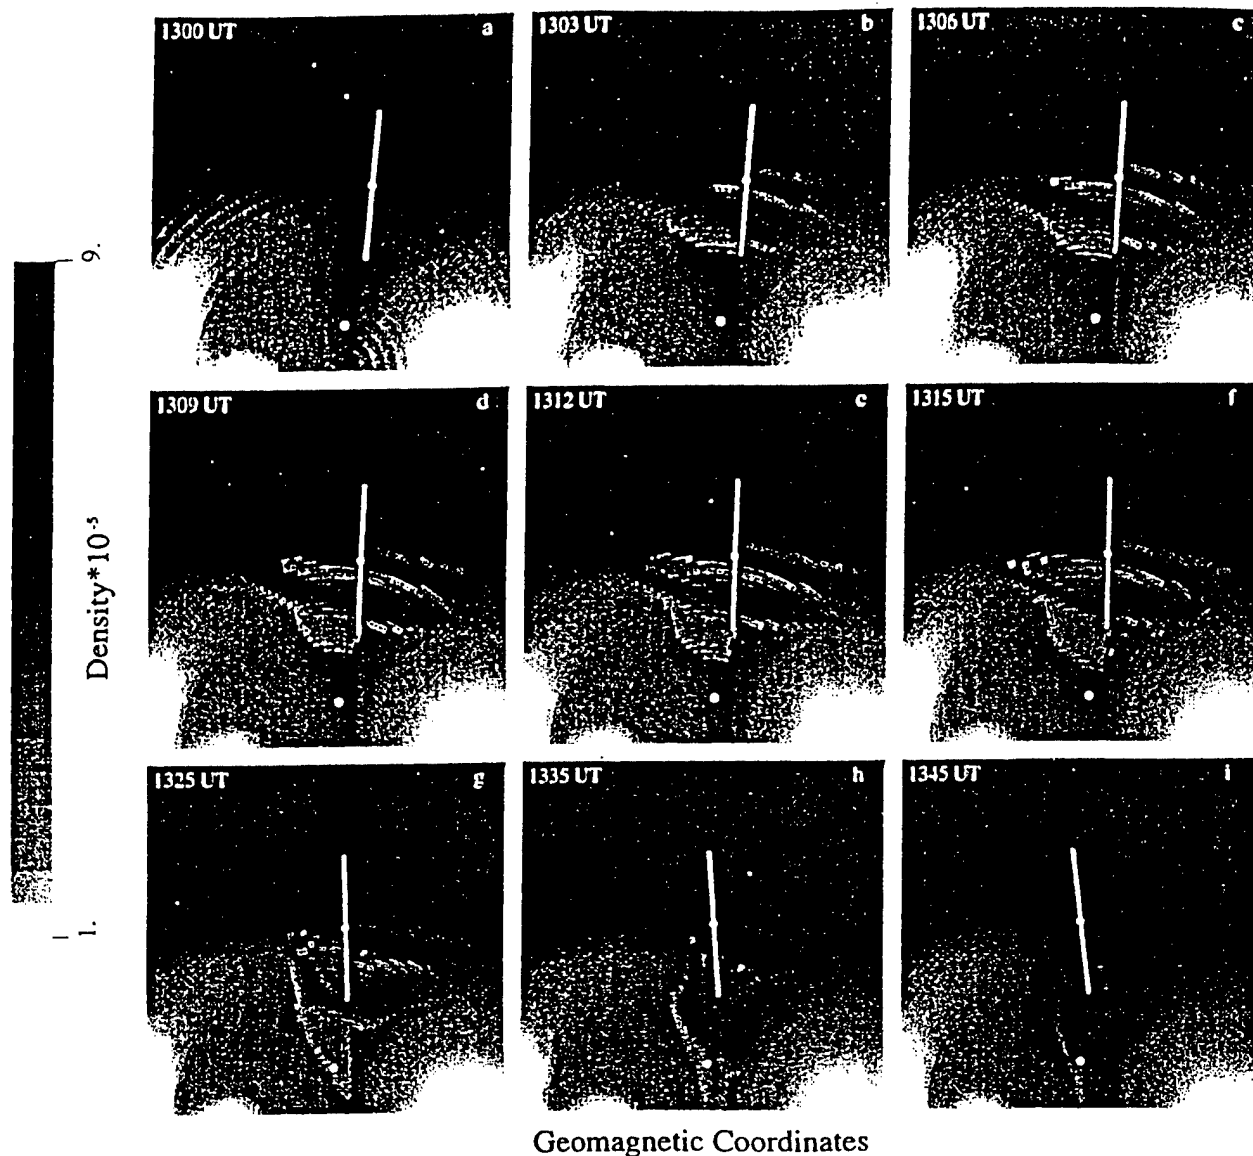 1300 UT a
1303 UT b
1306 UT c
9.
Density*10⁻⁵
1.
1309 UT d
1312 UT e
1315 UT f
1325 UT g
1335 UT h
1345 UT i
Geomagnetic Coordinates